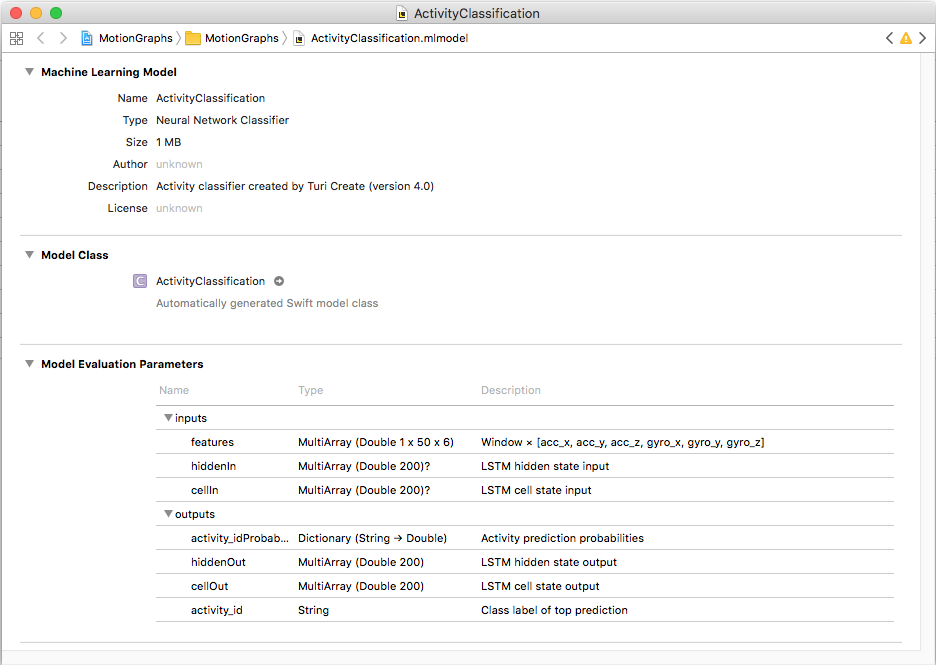 ActivityClassification
MotionGraphs MotionGraphs ActivityClassification.mlmodel
Machine Learning Model
Name ActivityClassification
Type Neural Network Classifier
Size 1 MB
Author unknown
Description Activity classifier created by Turi Create (version 4.0)
License unknown
Model Class
C ActivityClassification
Automatically generated Swift model class
Model Evaluation Parameters
Name Type Description
inputs
features MultiArray (Double 1 x 50 x 6) Window × [acc_x, acc_y, acc_z, gyro_x, gyro_y, gyro_z]
hiddenIn MultiArray (Double 200)? LSTM hidden state input
cellIn MultiArray (Double 200)? LSTM cell state input
outputs
activity_idProbab... Dictionary (String → Double) Activity prediction probabilities
hiddenOut MultiArray (Double 200) LSTM hidden state output
cellOut MultiArray (Double 200) LSTM cell state output
activity_id String Class label of top prediction